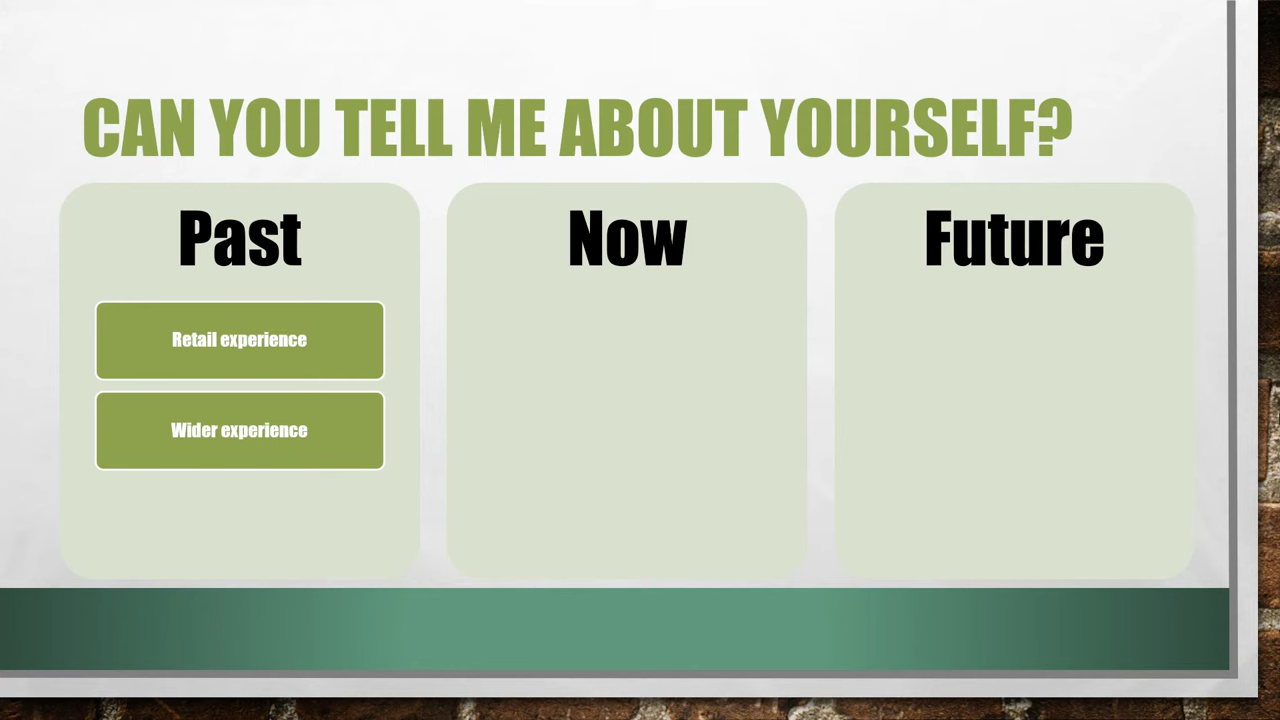 CAN YOU TELL ME ABOUT YOURSELF?
Past
Retail experience
Wider experience
Now
Future